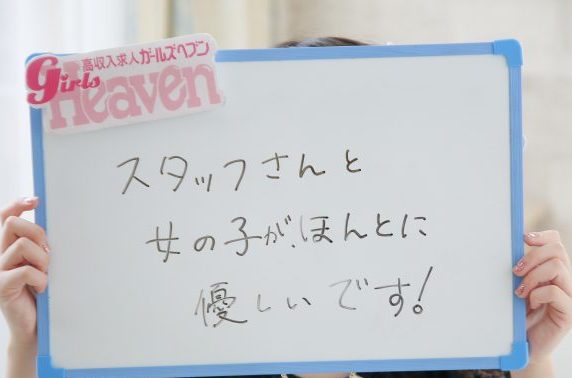 高収入求人ガールズヘブン
Girls
Heaven
スタッフさんと
女の子が、ほんとに
優しいです！